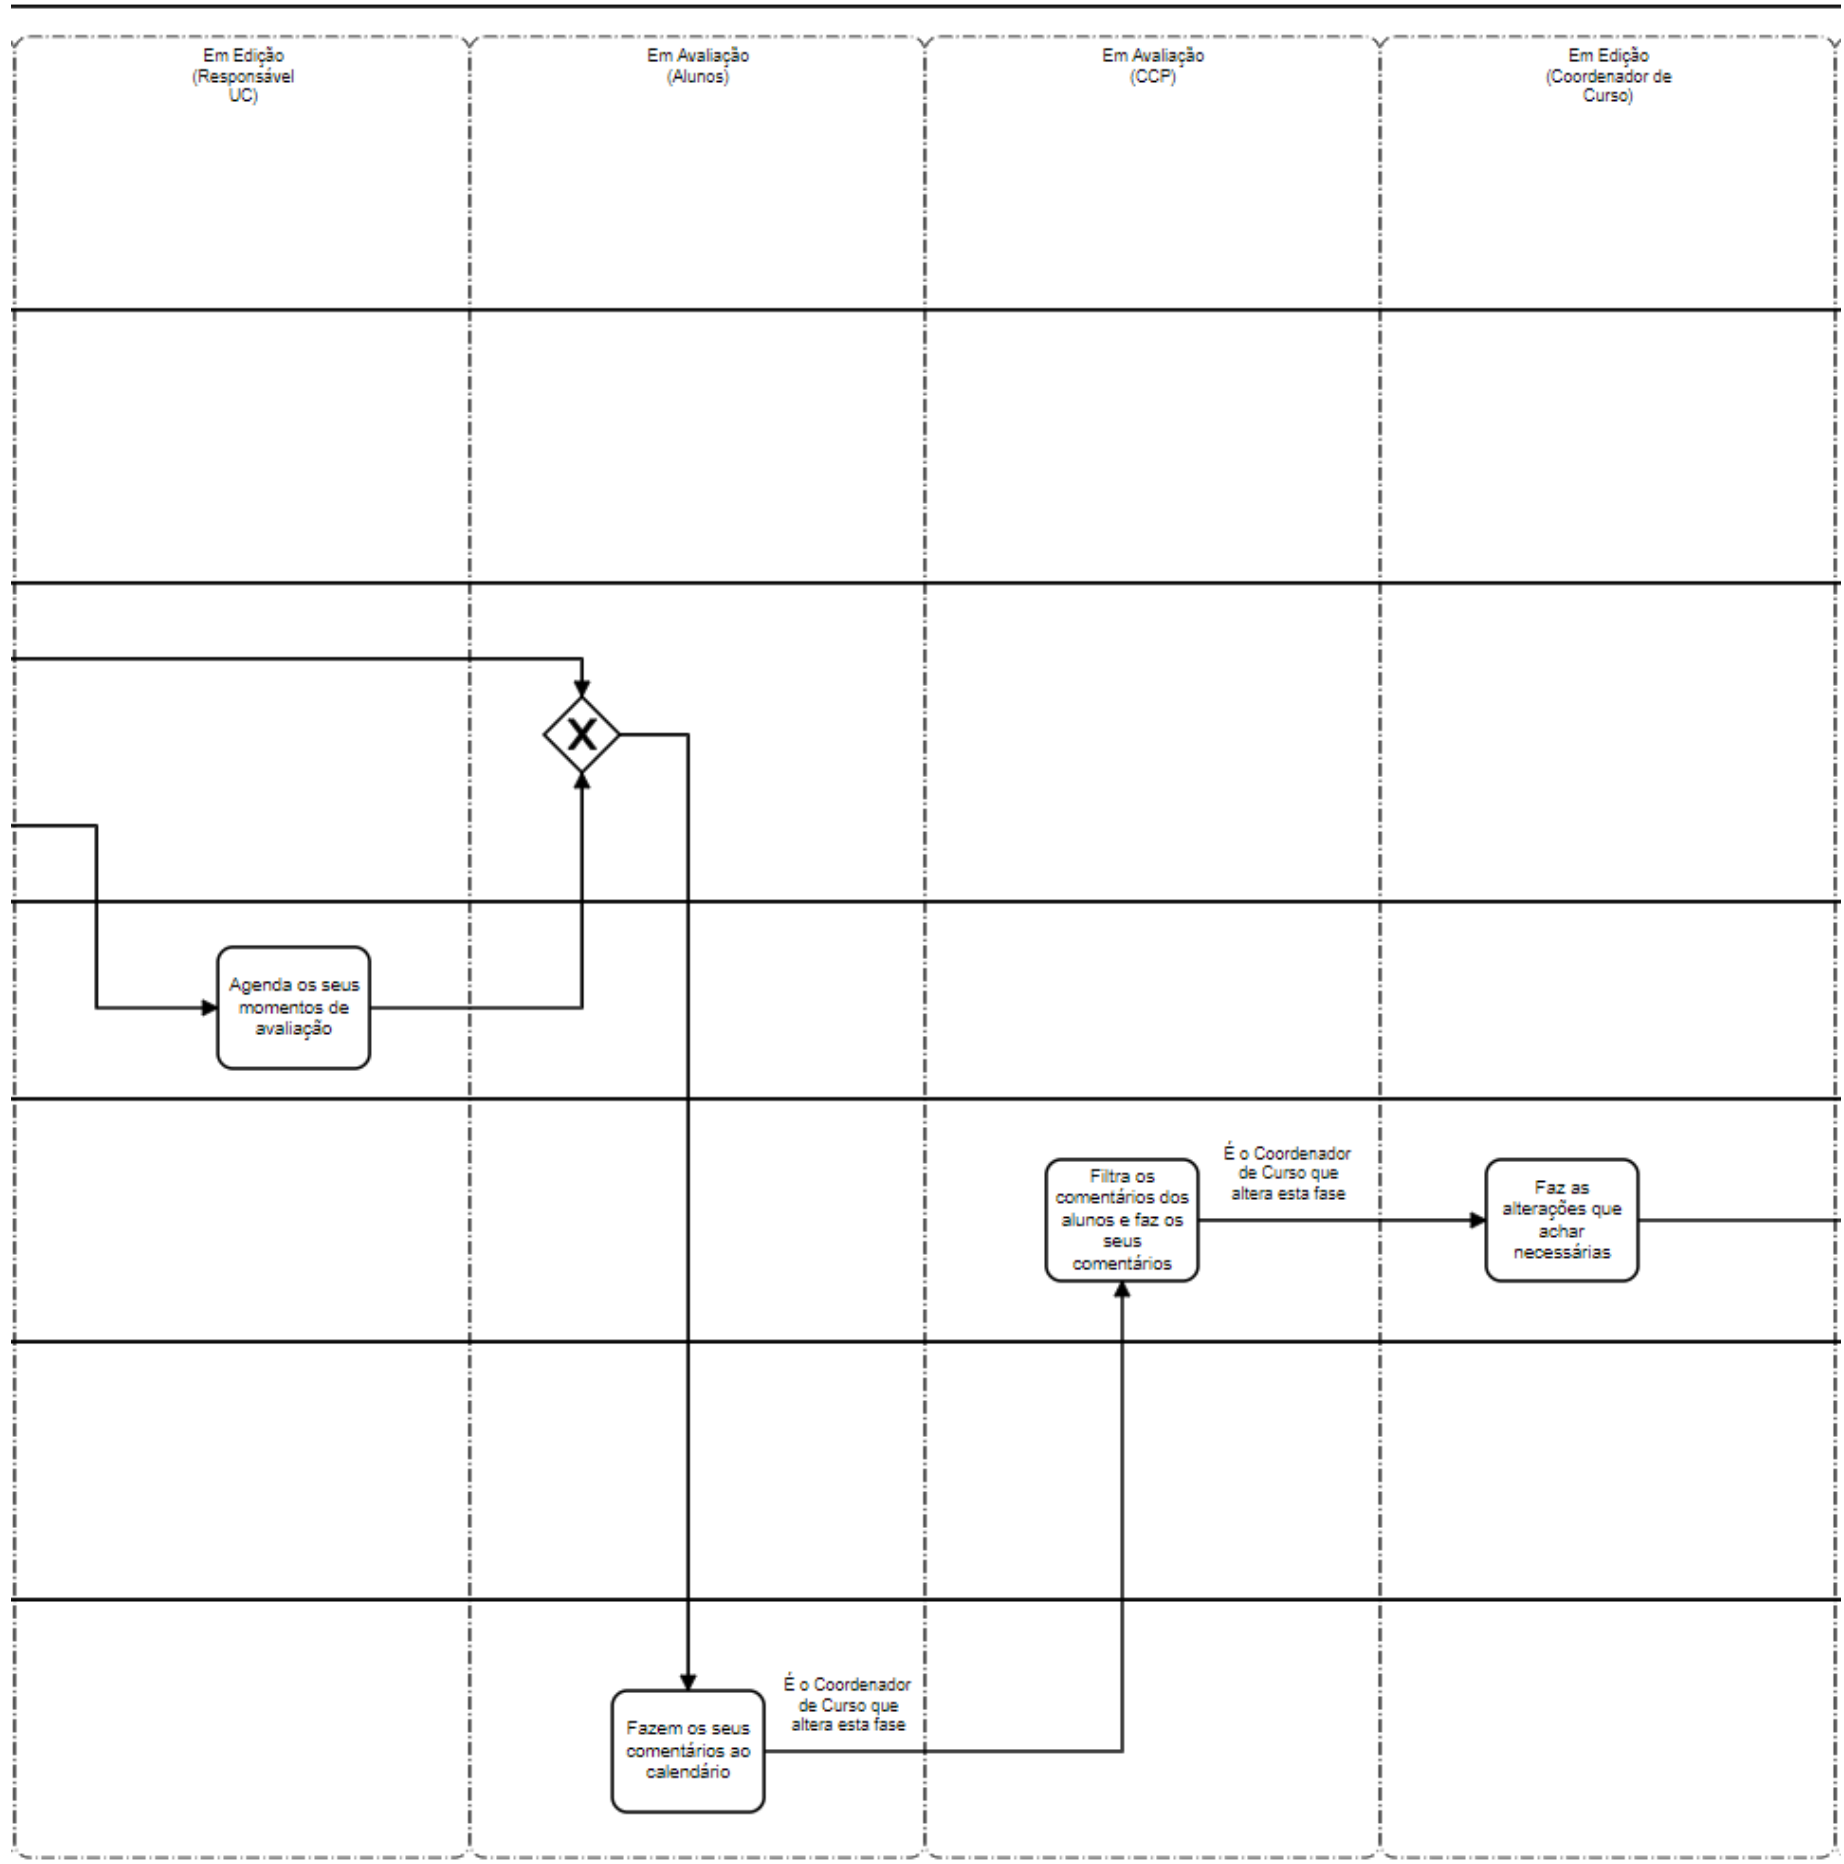 Em Edição
(Responsável
UC)
Em Avaliação
(Alunos)
Em Avaliação
(CCP)
Em Edição
(Coordenador de
Curso)
X
Agenda os seus
momentos de
avaliação
Filtra os
comentários dos
alunos e faz os
seus
comentários
É o Coordenador
de Curso que
altera esta fase
Faz as
alterações que
achar
necessárias
Fazem os seus
comentários ao
calendário
É o Coordenador
de Curso que
altera esta fase